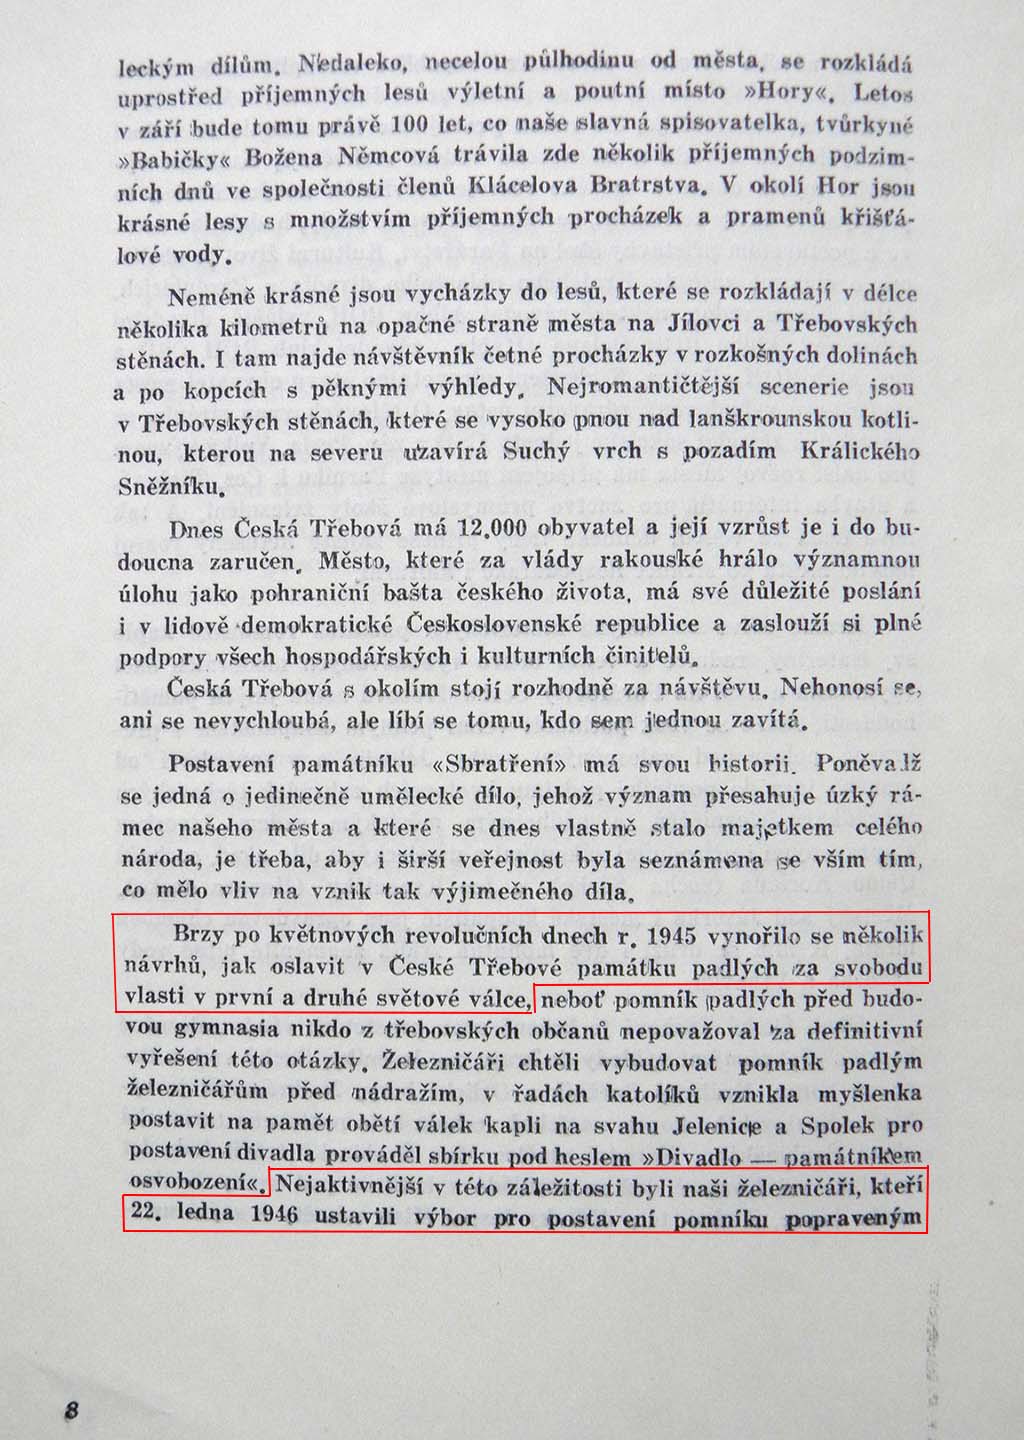 leckým dílům. Nedaleko, necelou půlhodinu od města, se rozkládá
uprostřed příjemných lesů výletní a poutní místo »Hory«. Letos
v září bude tomu právě 100 let, co naše slavná spisovatelka, tvůrkyně
»Babičky« Božena Němcová trávila zde několik příjemných podzim-
ních dnů ve společnosti členů Klácelova Bratrstva. V okolí Hor jsou
krásné lesy s množstvím příjemných procházek a pramenů křišťá-
lové vody.
Neméně krásné jsou vycházky do lesů, které se rozkládají v délce
několika kilometrů na opačné straně města na Jílovci a Třebovských
stěnách. I tam najde návštěvník četné procházky v rozkošných dolinách
a po kopcích s pěknými výhledy. Nejromantičtější scenerie jsou
v Třebovských stěnách, které se vysoko pnou nad lanškrounskou kotli-
nou, kterou na severu uzavírá Suchý vrch s pozadím Králického
Sněžníku.
Dnes Česká Třebová má 12.000 obyvatel a její vzrůst je i do bu-
doucna zaručen. Město, které za vlády rakouské hrálo významnou
úlohu jako pohraniční bašta českého života, má své důležité poslání
i v lidově demokratické Československé republice a zaslouží si plné
podpory všech hospodářských i kulturních činitelů.
Česká Třebová s okolím stojí rozhodně za návštěvu. Nehonosí se,
ani se nevychloubá, ale líbí se tomu, kdo sem jednou zavítá.
Postavení památníku «Sbratření» má svou historii. Poněvalž
se jedná o jedinečně umělecké dílo, jehož význam přesahuje úzký rá-
mec našeho města a které se dnes vlastně stalo majetkem celého
národa, je třeba, aby i širší veřejnost byla seznámena se vším tím,
co mělo vliv na vznik tak výjimečného díla.
Brzy po květnových revolučních dnech r. 1945 vynořilo se několik
návrhů, jak oslavit v České Třebové památku padlých za svobodu
vlasti v první a druhé světové válce, neboť pomník padlých před budo-
vou gymnasia nikdo z třebovských občanů nepovažoval za definitivní
vyřešení této otázky. Železničáři chtěli vybudovat pomník padlým
železničářům před nádražím, v řadách katolíků vznikla myšlenka
postavit na paměť obětí válek kapli na svahu Jelenice a Spolek pro
postavení divadla prováděl sbírku pod heslem »Divadlo — památníkem
osvobození«. Nejaktivnější v této záležitosti byli naši železničáři, kteří
22. ledna 1946 ustavili výbor pro postavení pomníku popraveným
8